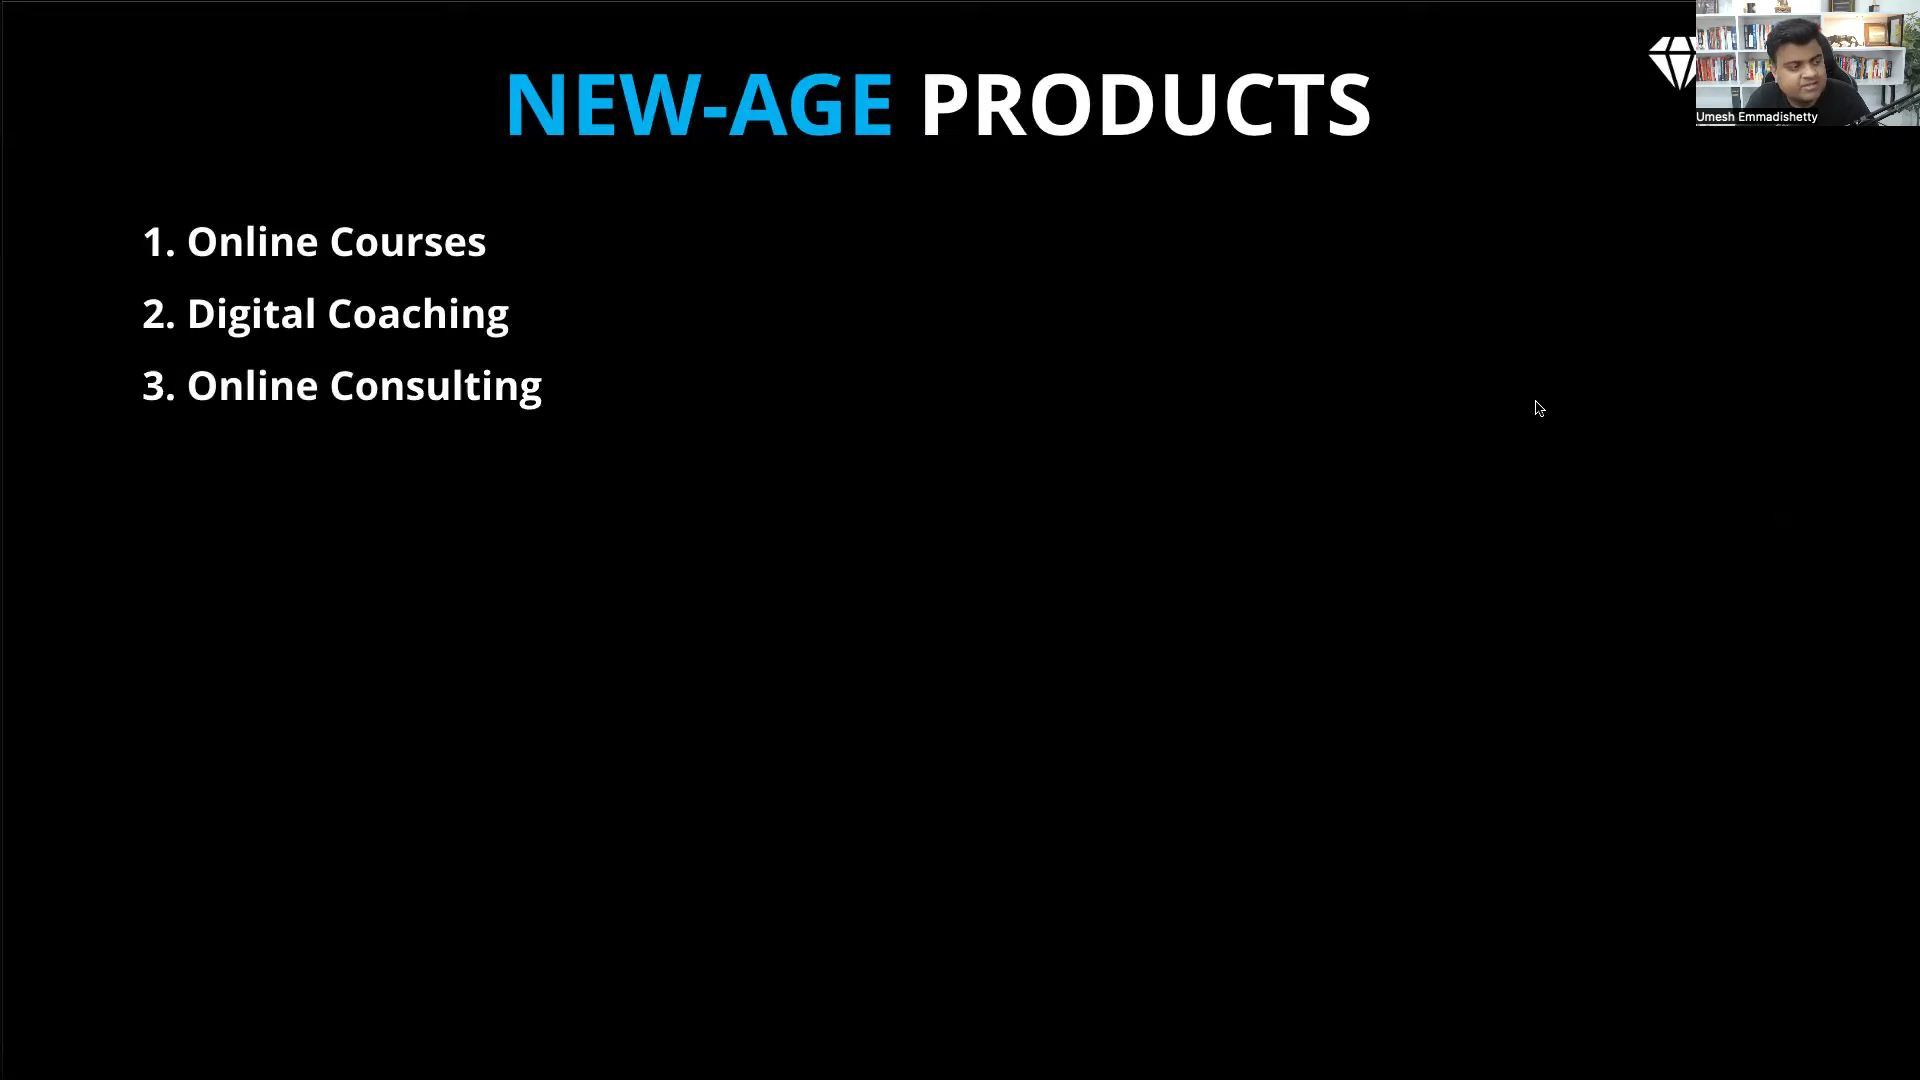 NEW-AGE PRODUCTS
Umesh Emmadishetty
1. Online Courses
2. Digital Coaching
3. Online Consulting